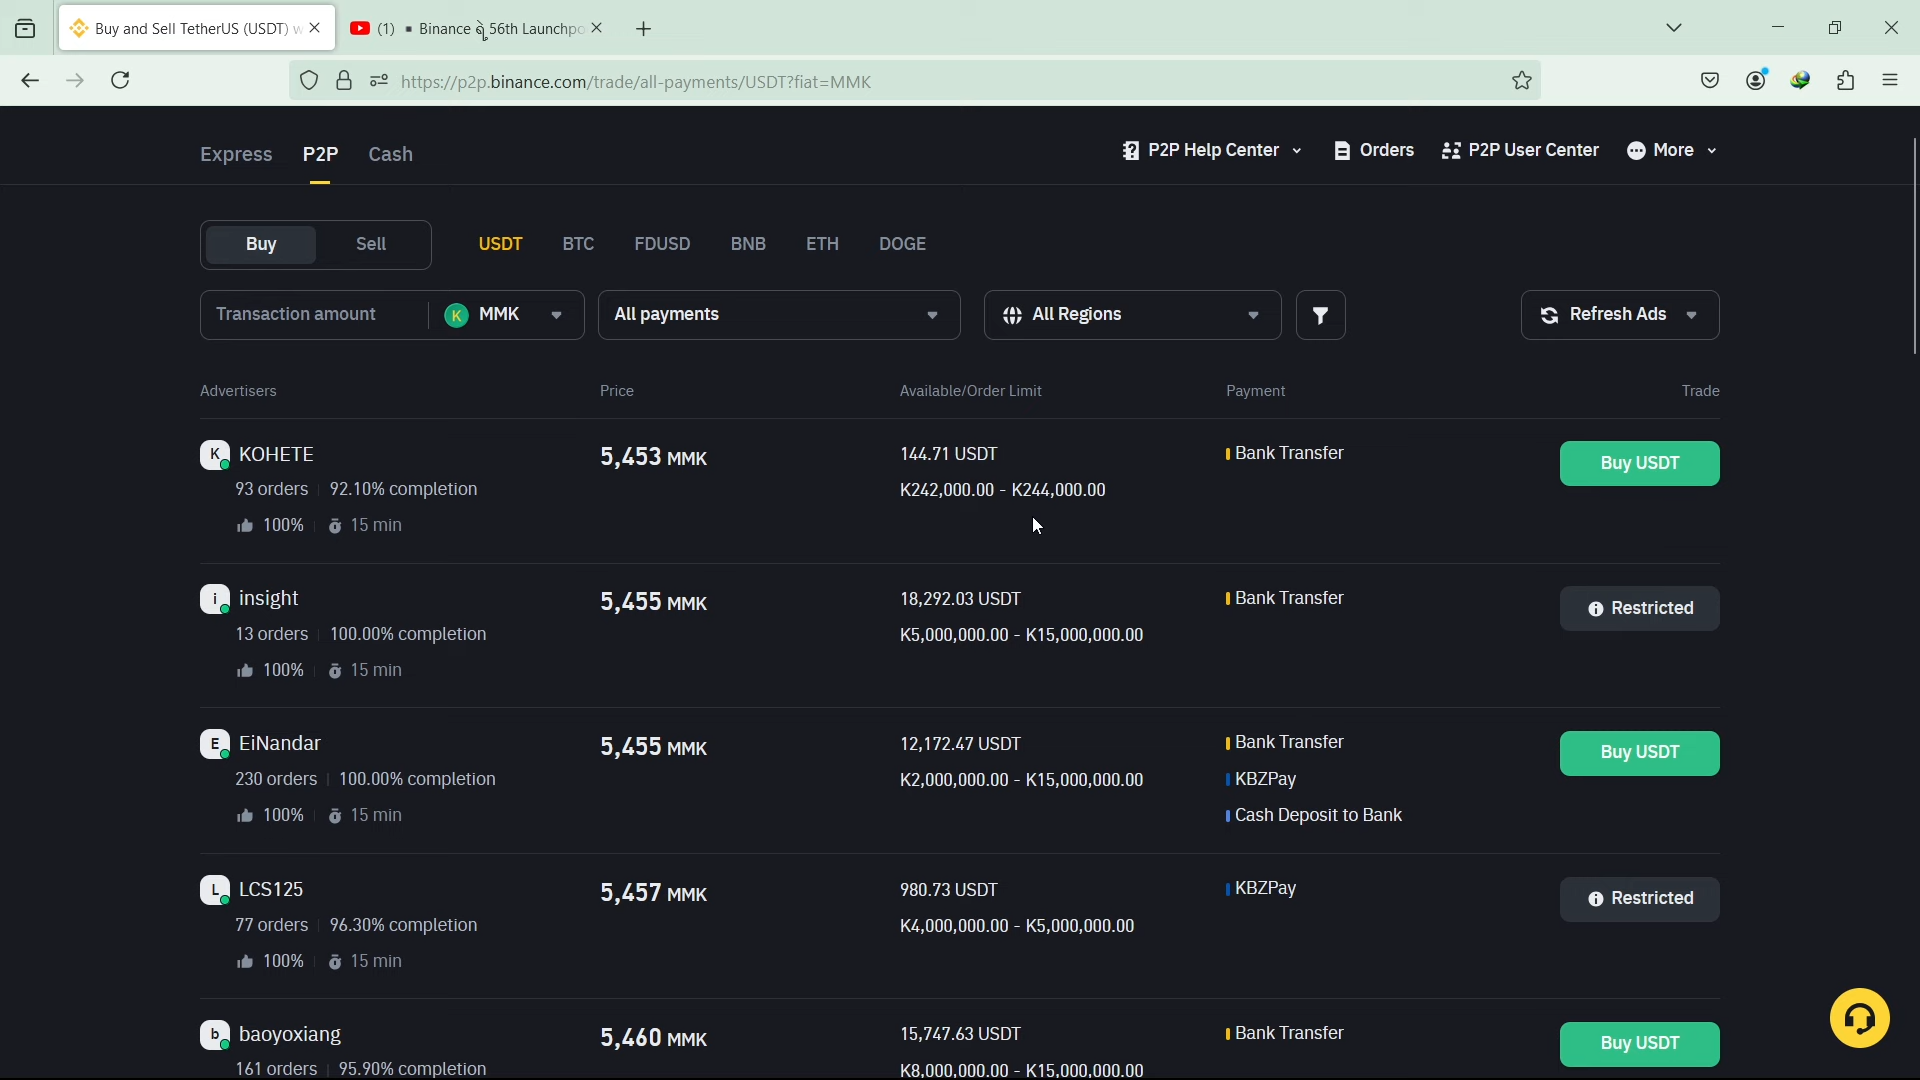 Buy and Sell TetherUS (USDT) w
(1)
56th Launchpo
https://p2p.binance.com/trade/all-payments/USDT?fiat=MMK
Express P2P Cash
P2P Help Center Orders P2P User Center More
Buy Sell USDT BTC FDUSD BNB ETH DOGE
Transaction amount K MMK All payments All Regions Refresh Ads
Advertisers Price Available/Order Limit Payment Trade
K KOHETE 5,453 MMK 144.71 USDT Bank Transfer Buy USDT
93 orders 92.10% completion K242,000.00 - K244,000.00
100% 15 min
i insight 5,455 MMK 18,292.03 USDT Bank Transfer Restricted
13 orders 100.00% completion K5,000,000.00 - K15,000,000.00
100% 15 min
E EiNandar 5,455 MMK 12,172.47 USDT Bank Transfer Buy USDT
230 orders 100.00% completion K2,000,000.00 - K15,000,000.00 KBZPay
100% 15 min Cash Deposit to Bank
L LCS125 5,457 MMK 980.73 USDT KBZPay Restricted
77 orders 96.30% completion K4,000,000.00 - K5,000,000.00
100% 15 min
b baoyoxiang 5,460 MMK 15,747.63 USDT Bank Transfer Buy USDT
161 orders 95.90% completion K8,000,000.00 - K15,000,000.00